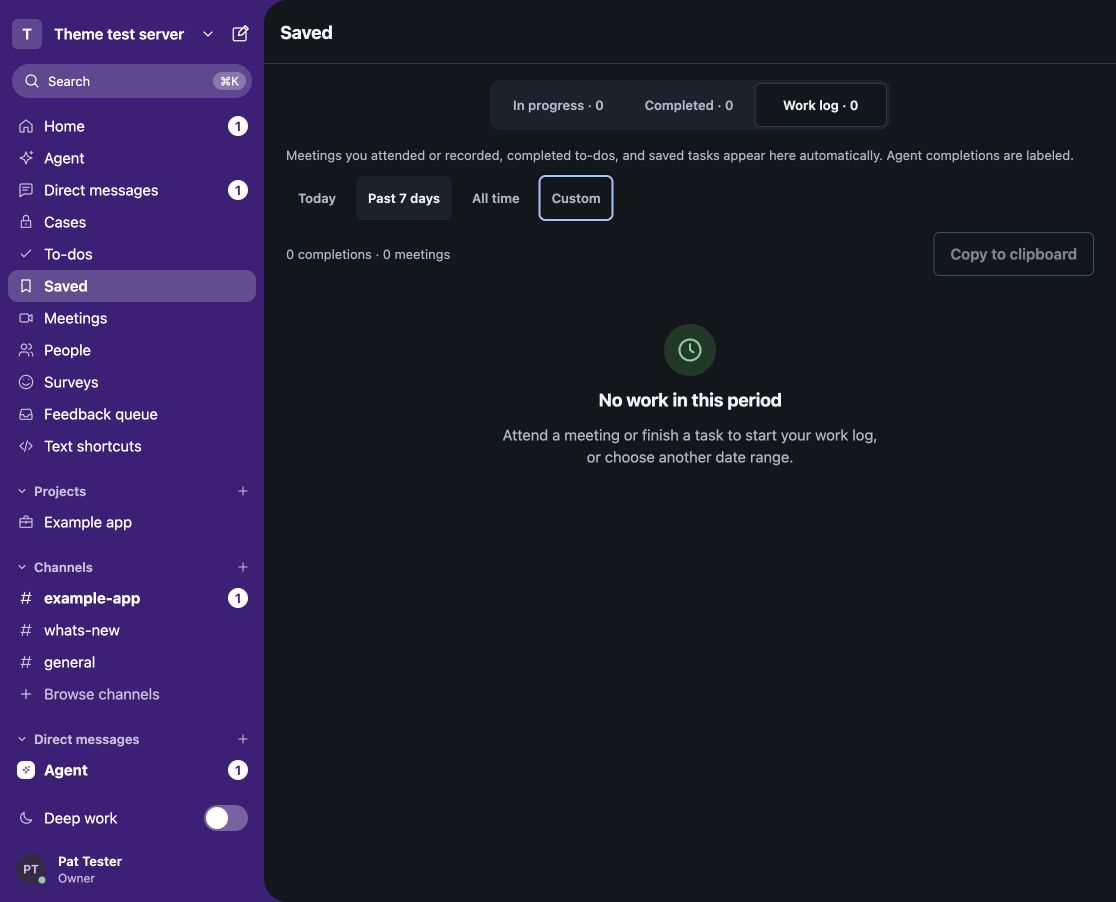 T
Theme test server
Search
⌘K
Home
1
Agent
Direct messages
1
Cases
To-dos
Saved
Meetings
People
Surveys
Feedback queue
Text shortcuts
Projects
Example app
Channels
# example-app
1
# whats-new
# general
Browse channels
Direct messages
Agent
1
Deep work
PT
Pat Tester
Owner
Saved
In progress · 0
Completed · 0
Work log · 0
Meetings you attended or recorded, completed to-dos, and saved tasks appear here automatically. Agent completions are labeled.
Today
Past 7 days
All time
Custom
0 completions · 0 meetings
Copy to clipboard
No work in this period
Attend a meeting or finish a task to start your work log,
or choose another date range.